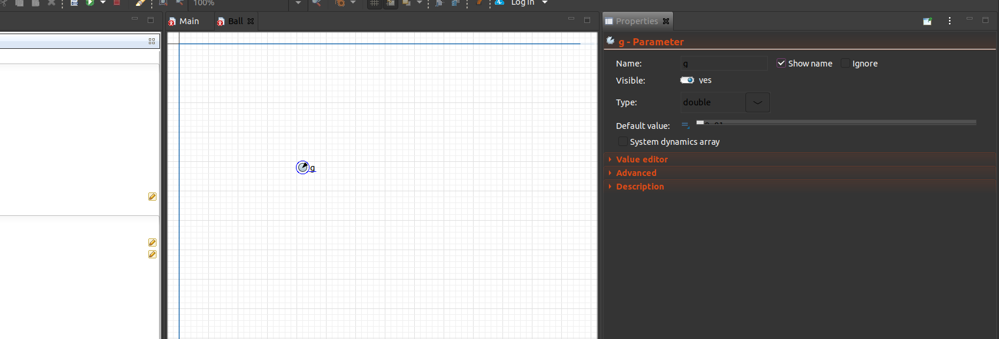 100%
Log in
Main
Ball
Properties
g - Parameter
Name:
g
Show name
Ignore
Visible:
yes
Type:
double
Default value:
System dynamics array
Value editor
Advanced
Description
g